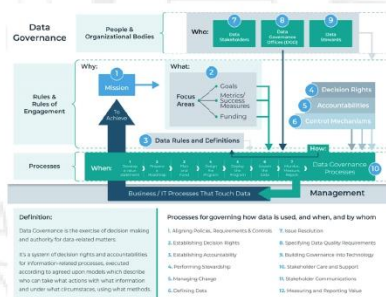 Data
Governance
People &
Organizational Bodies
Who:
7
Data
Stakeholders
8
Data
Governance
Office (DGO)
9
Data
Stewards
Rules &
Rules of
Engagement
Why:
1
Mission
What:
2
Focus
Areas
Goals
Metrics/
Success
Measures
Funding
4
Decision Rights
5
Accountabilities
6
Control Mechanisms
To
Achieve
3
Data Rules and Definitions
How:
Processes
When:
Data Governance
Processes
10
Business / IT Processes That Touch Data
Management
Definition:
Data Governance is the exercise of decision making
and authority for data-related matters.
It's a system of decision rights and accountabilities
for information-related processes, executed
according to agreed upon models which describe
who can take what actions with what information
and under what circumstances, using what methods
Processes for governing how data is used, and when, and by whom
1. Aligning Policies, Requirements & Controls
2. Establishing Decision Rights
3. Establishing Accountability
4. Performing Stewardship
5. Managing Change
6. Defining Data
7. Issue Resolution
8. Specifying Data Quality Requirements
9. Building Governance Into Technology
10. Stakeholder Care and Support
11. Stakeholder Communications